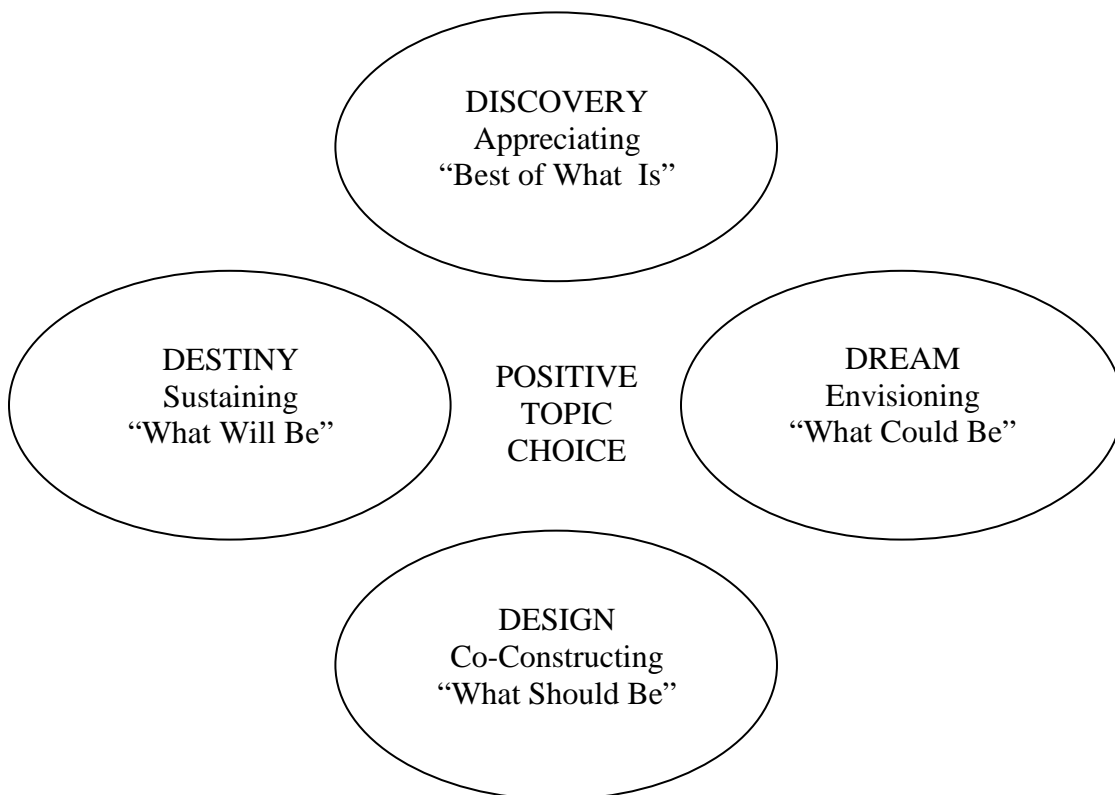 DISCOVERY
Appreciating
“Best of What  Is”
DESTINY
Sustaining
“What Will Be”
POSITIVE
TOPIC
CHOICE
DREAM
Envisioning
“What Could Be”
DESIGN
Co-Constructing
“What Should Be”